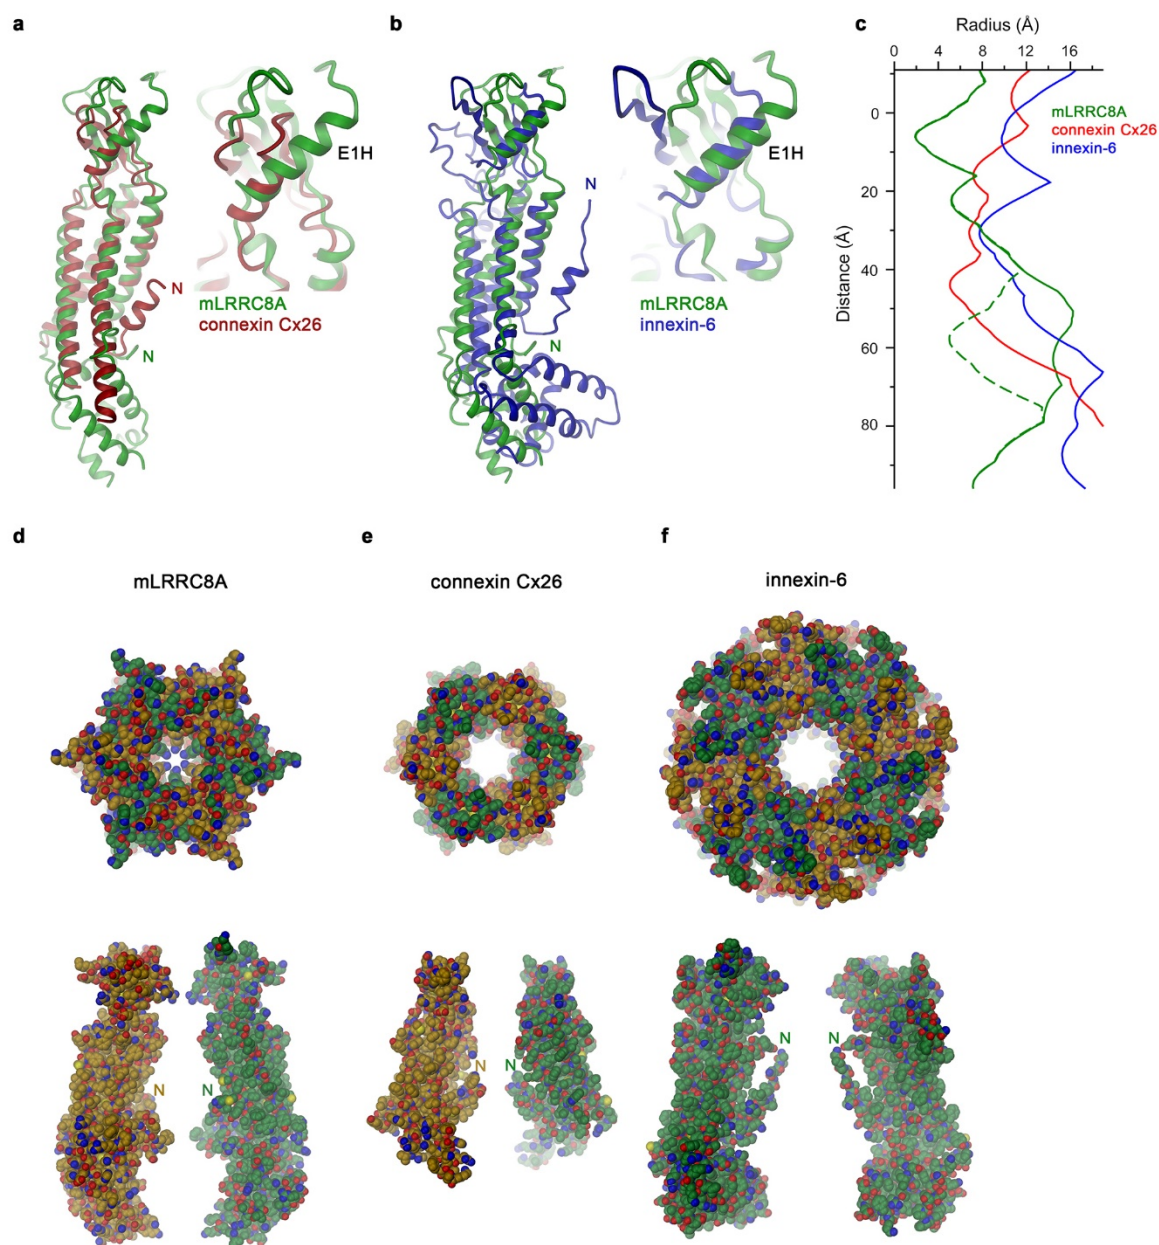 a
E1H
N
mLRRC8A
connexin Cx26
N
b
N
E1H
mLRRC8A
innexin-6
N
c
Radius (Å)
0 4 8 12 16
mLRRC8A
connexin Cx26
innexin-6
Distance (Å)
0
20
40
60
80
d e f
mLRRC8A connexin Cx26 innexin-6
N N N N N N